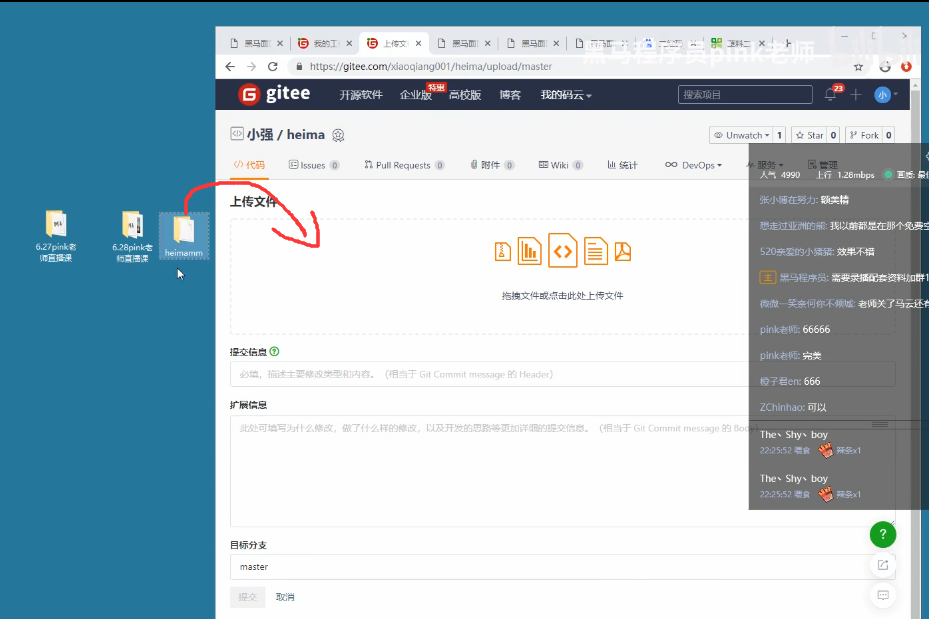 6.27pink老
师直播课
6.28pink老
师直播课
heimamm
黑马面
我的工
上传文
黑马面
黑马面
https://gitee.com/xiaoqiang001/heima/upload/master
黑马程序员pink老师
gitee
开源软件
企业版
特惠
高校版
博客
我的码云
搜索项目
23
小
小强 / heima
Unwatch 1
Star 0
Fork 0
代码
Issues 0
Pull Requests 0
附件 0
Wiki 0
统计
DevOps
服务
管理
上传文件
拖拽文件或点击此处上传文件
提交信息
必填，描述主要修改类型和内容。（相当于 Git Commit message 的 Header）
扩展信息
此处可填写为什么修改，做了什么样的修改，以及开发的思路等更加详细的提交信息。（相当于 Git Commit message 的 Body）
目标分支
master
提交
取消
人气 4990 上行 1.28mbps 画质: 最
张小嗨在努力: 颖美精
想走过亚洲的熊: 我以前都是在那个免费空
520亲爱的小猪猪: 效果不错
主 黑马程序员: 需要录播配套资料加群1
微微一笑奈何你不倾城: 老师关了马云还有
pink老师: 66666
pink老师: 完美
橙子君en: 666
ZChinhao: 可以
The丶Shy丶boy
22:25:52 喂食 辣条x1
The丶Shy丶boy
22:25:52 喂食 辣条x1